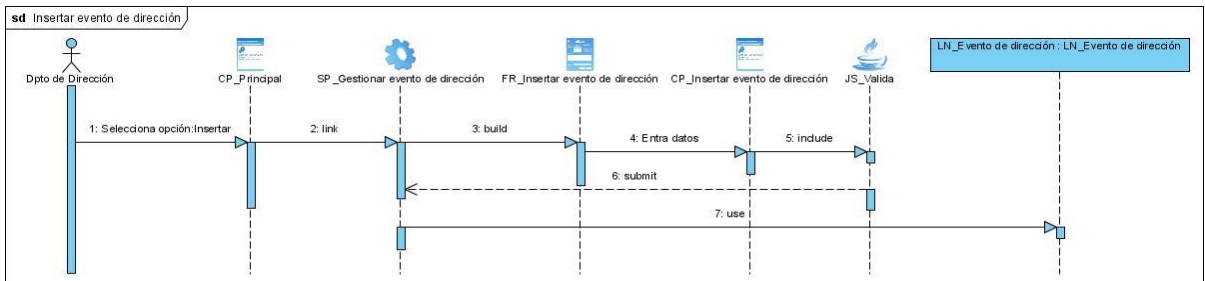 sd Insertar evento de dirección
Dpto de Dirección
CP_Principal
SP_Gestionar evento de dirección
FR_Insertar evento de dirección
CP_Insertar evento de dirección
JS_Valida
LN_Evento de dirección : LN_Evento de dirección
1: Selecciona opción:Insertar
2: link
3: build
4: Entra datos
5: include
6: submit
7: use